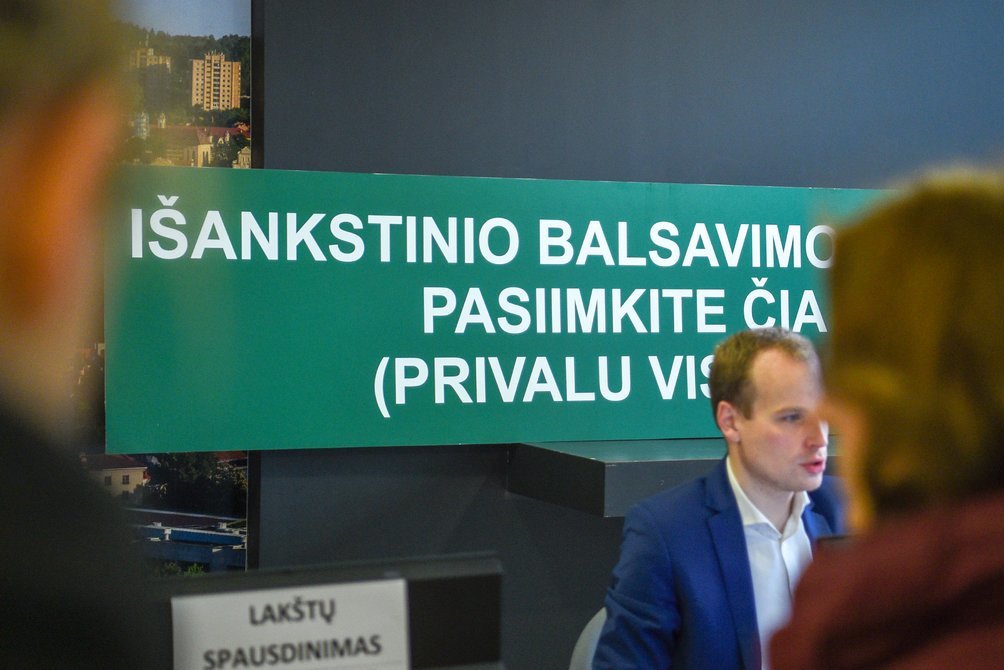 IŠANKSTINIO BALSAVIMO
PASIIMKITE ČIA
(PRIVALU VIS
LAKŠTŲ
SPAUSDINIMAS